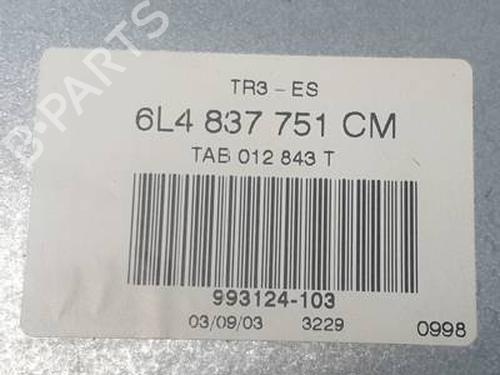 TR3 - ES
6L4 837 751 CM
TAB 012 843 T
993124-103
03/09/03 3229 0998
B-PARTS